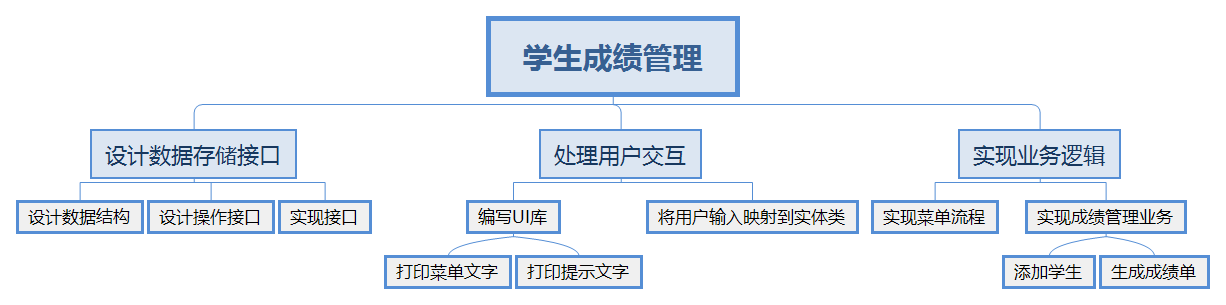 学生成绩管理
设计数据存储接口
处理用户交互
实现业务逻辑
设计数据结构
设计操作接口
实现接口
编写UI库
将用户输入映射到实体类
实现菜单流程
实现成绩管理业务
打印菜单文字
打印提示文字
添加学生
生成成绩单